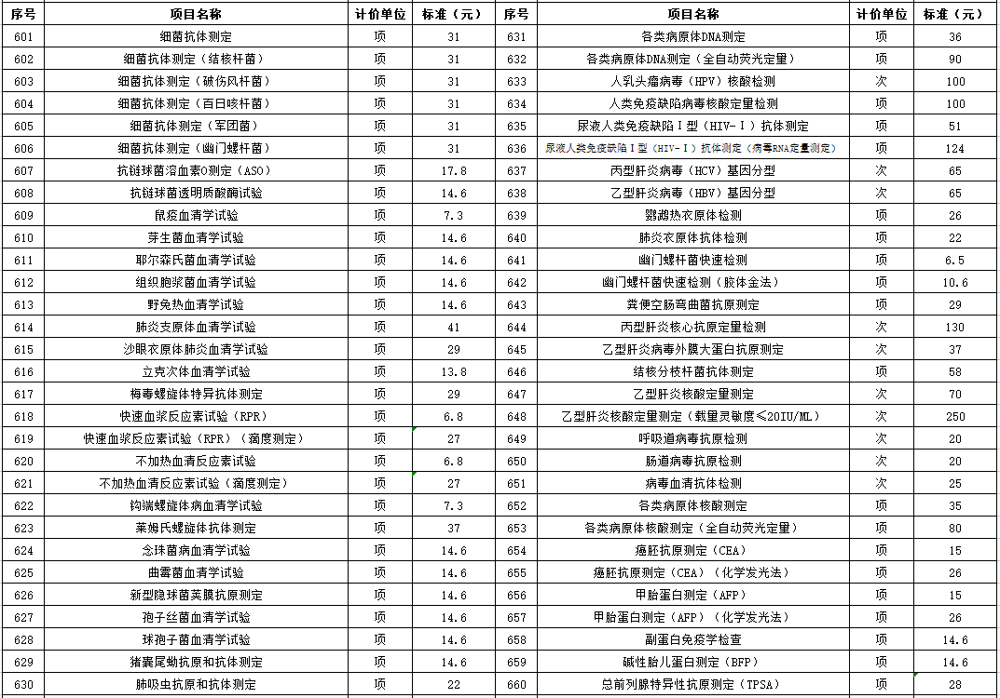 序号 项目名称 计价单位 标准（元） 序号 项目名称 计价单位 标准（元）
601 细菌抗体测定 项 31 631 各类病原体DNA测定 项 36
602 细菌抗体测定（结核杆菌） 项 31 632 各类病原体DNA测定（全自动荧光定量） 项 90
603 细菌抗体测定（破伤风杆菌） 项 31 633 人乳头瘤病毒（HPV）核酸检测 次 100
604 细菌抗体测定（百日咳杆菌） 项 31 634 人类免疫缺陷病毒核酸定量检测 项 100
605 细菌抗体测定（军团菌） 项 31 635 尿液人类免疫缺陷Ⅰ型（HIV-Ⅰ）抗体测定 项 51
606 细菌抗体测定（幽门螺杆菌） 项 31 636 尿液人类免疫缺陷Ⅰ型（HIV-Ⅰ）抗体测定（病毒RNA定量测定） 项 124
607 抗链球菌溶血素O测定（ASO） 项 17.8 637 丙型肝炎病毒（HCV）基因分型 次 65
608 抗链球菌透明质酸酶试验 项 14.6 638 乙型肝炎病毒（HBV）基因分型 次 65
609 鼠疫血清学试验 项 7.3 639 鹦鹉热衣原体检测 项 26
610 芽生菌血清学试验 项 14.6 640 肺炎衣原体抗体检测 项 22
611 耶尔森氏菌血清学试验 项 14.6 641 幽门螺杆菌快速检测 项 6.5
612 组织胞浆菌血清学试验 项 14.6 642 幽门螺杆菌快速检测（胶体金法） 项 10.6
613 野兔热血清学试验 项 14.6 643 粪便空肠弯曲菌抗原测定 项 29
614 肺炎支原体血清学试验 项 41 644 丙型肝炎核心抗原定量检测 次 130
615 沙眼衣原体肺炎血清学试验 项 29 645 乙型肝炎病毒外膜大蛋白抗原测定 次 37
616 立克次体血清学试验 项 13.8 646 结核分枝杆菌抗体测定 项 58
617 梅毒螺旋体特异抗体测定 项 29 647 乙型肝炎核酸定量测定 次 70
618 快速血浆反应素试验（RPR） 项 6.8 648 乙型肝炎核酸定量测定（载量灵敏度≤20IU/ML） 次 250
619 快速血浆反应素试验（RPR）（滴度测定） 项 27 649 呼吸道病毒抗原检测 次 20
620 不加热血清反应素试验 项 6.8 650 肠道病毒抗原检测 次 20
621 不加热血清反应素试验（滴度测定） 项 27 651 病毒血清抗体检测 次 25
622 钩端螺旋体病血清学试验 项 7.3 652 各类病原体核酸测定 项 35
623 莱姆氏螺旋体抗体测定 项 37 653 各类病原体核酸测定（全自动荧光定量） 项 80
624 念珠菌病血清学试验 项 14.6 654 癌胚抗原测定（CEA） 项 15
625 曲霉菌血清学试验 项 14.6 655 癌胚抗原测定（CEA）（化学发光法） 项 26
626 新型隐球菌荚膜抗原测定 项 14.6 656 甲胎蛋白测定（AFP） 项 15
627 孢子丝菌血清学试验 项 14.6 657 甲胎蛋白测定（AFP）（化学发光法） 项 26
628 球孢子菌血清学试验 项 14.6 658 副蛋白免疫学检查 项 14.6
629 猪囊尾蚴抗原和抗体测定 项 14.6 659 碱性胎儿蛋白测定（BFP） 项 14.6
630 肺吸虫抗原和抗体测定 项 22 660 总前列腺特异性抗原测定（TPSA） 项 28